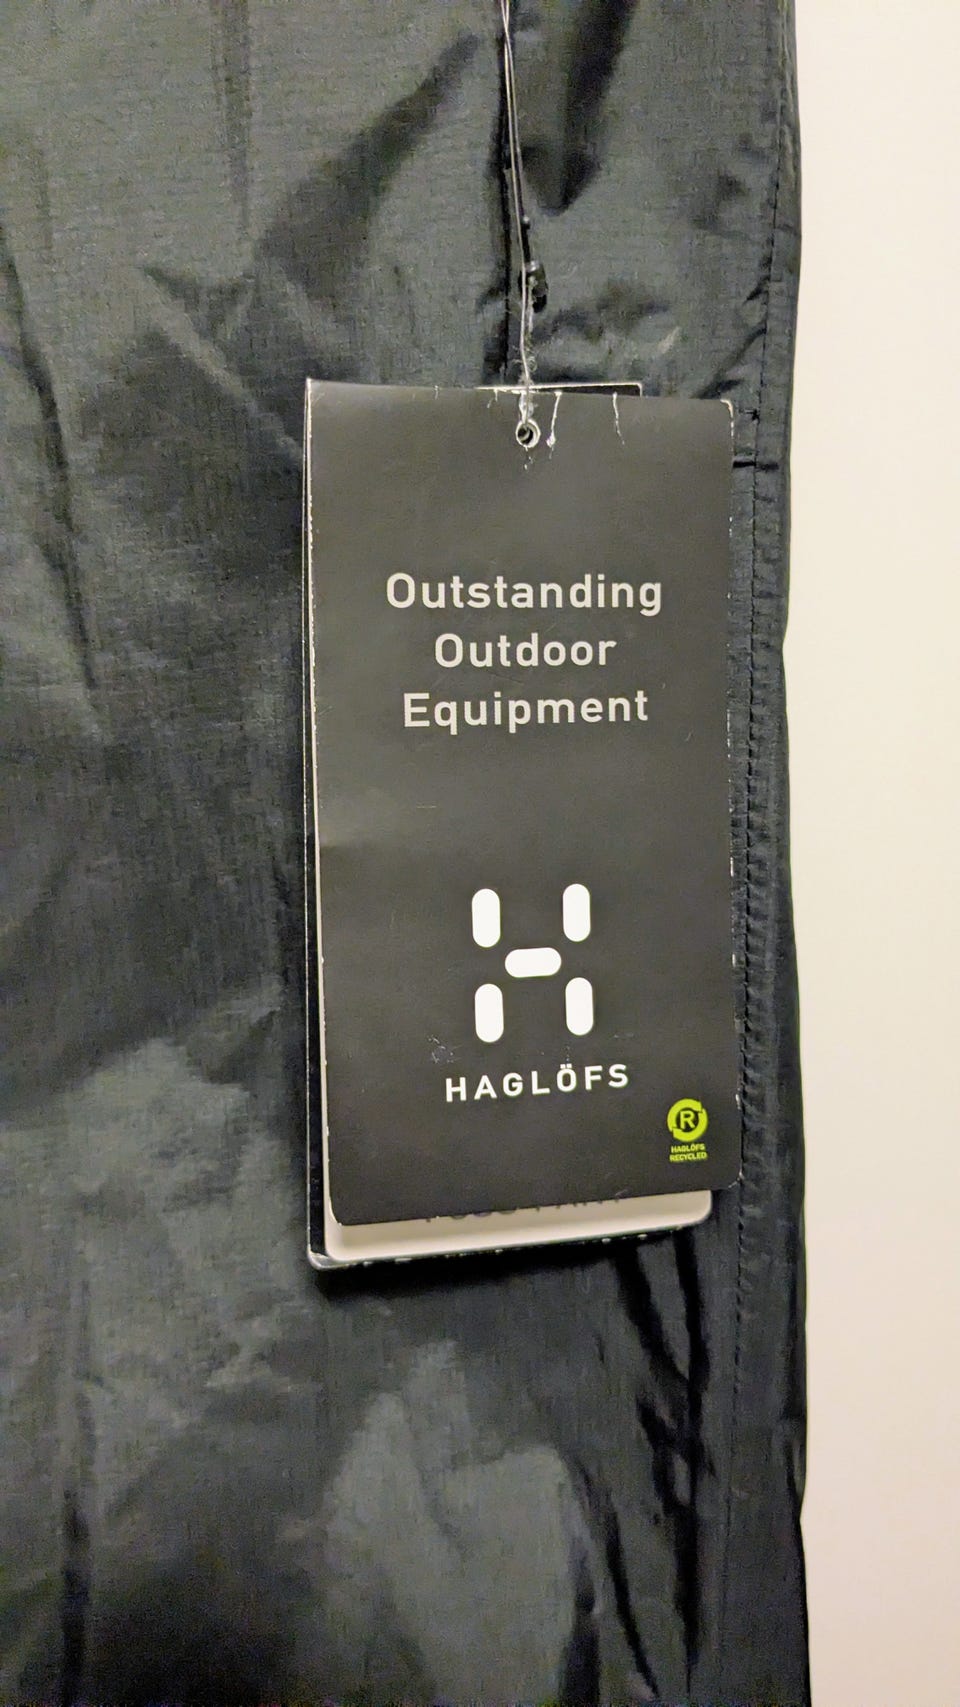 Outstanding
Outdoor
Equipment
HAGLÖFS
R
HAGLÖFS
RECYCLED